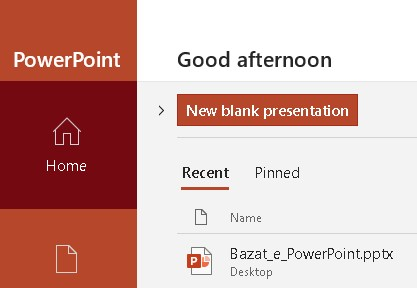 PowerPoint
Good afternoon
New blank presentation
Home
Recent Pinned
Name
Bazat_e_PowerPoint.pptx
Desktop